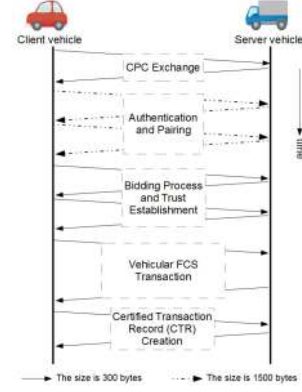 Client vehicle
Server vehicle
CPC Exchange
Authentication
and Pairing
time
Bidding Process
and Trust
Establishment
Vehicular FCS
Transaction
Certified Transaction
Record (CTR)
Creation
The size is 300 bytes
The size is 1500 bytes